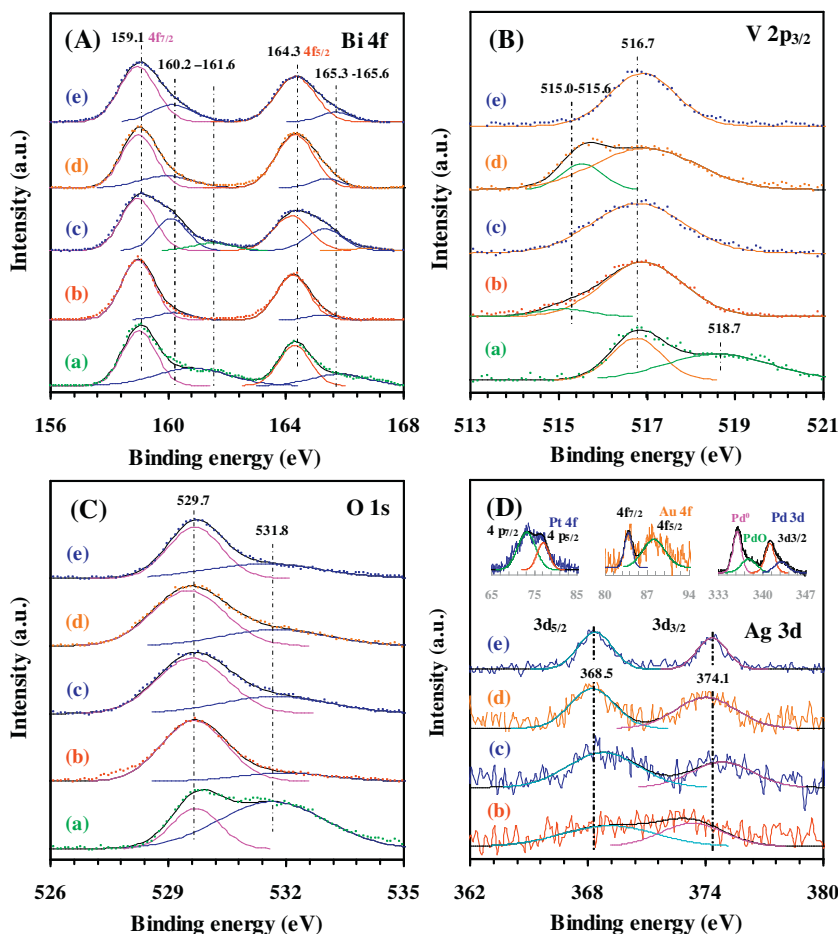 (A) Bi 4f
159.1 4f7/2
164.3 4f5/2
160.2 –161.6
165.3 -165.6
(e)
(d)
(c)
(b)
(a)
Intensity (a.u.)
156 160 164 168
Binding energy (eV)
(B) V 2p3/2
516.7
515.0-515.6
(e)
(d)
(c)
(b)
518.7
(a)
Intensity (a.u.)
513 515 517 519 521
Binding energy (eV)
(C) O 1s
529.7
531.8
(e)
(d)
(c)
(b)
(a)
Intensity (a.u.)
526 529 532 535
Binding energy (eV)
(D)
Pt 4f
4 p7/2
4 p5/2
65 75 85
4f7/2 Au 4f
4f5/2
80 87 94
Pd0 Pd 3d
PdO 3d3/2
333 340 347
3d5/2 3d3/2 Ag 3d
(e)
368.5 374.1
(d)
(c)
(b)
Intensity (a.u.)
362 368 374 380
Binding energy (eV)